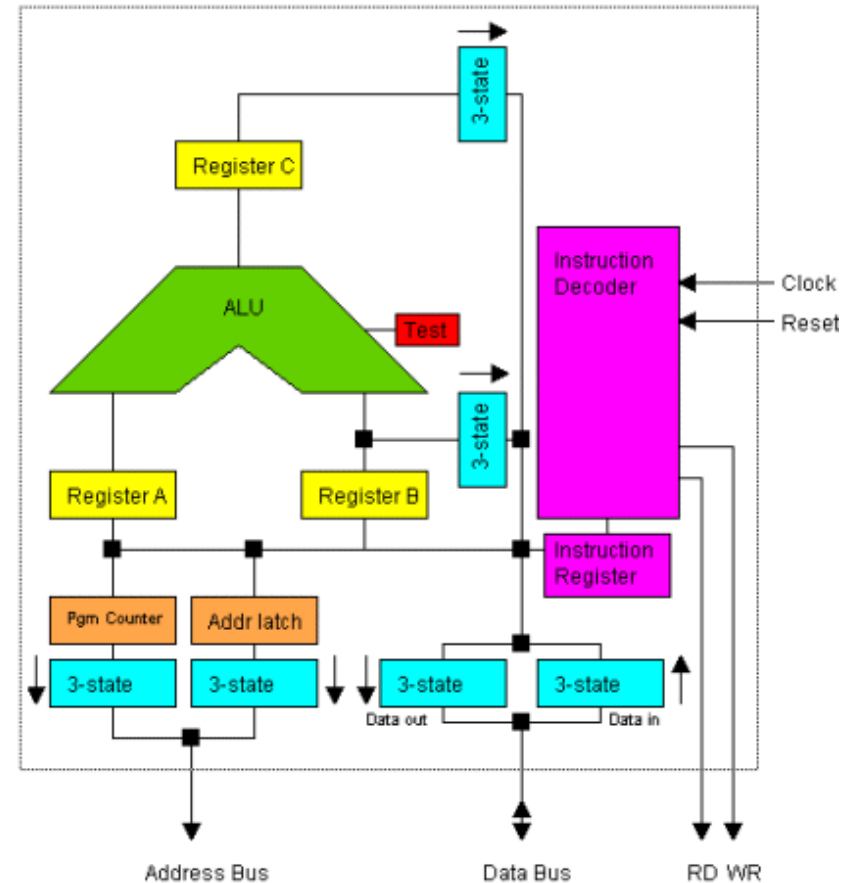 3-state
Register C
Instruction
Decoder
Clock
ALU
Reset
Test
3-state
Register A
Register B
Instruction
Register
Pgm Counter
Addr latch
3-state
3-state
3-state
3-state
Data out
Data in
Address Bus
Data Bus
RD WR